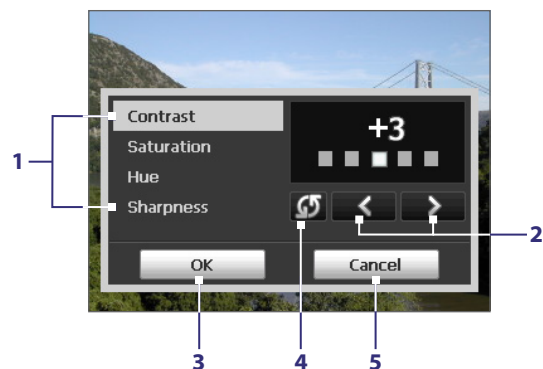 Contrast
+3
Saturation
Hue
1
Sharpness
2
OK
Cancel
3
4
5